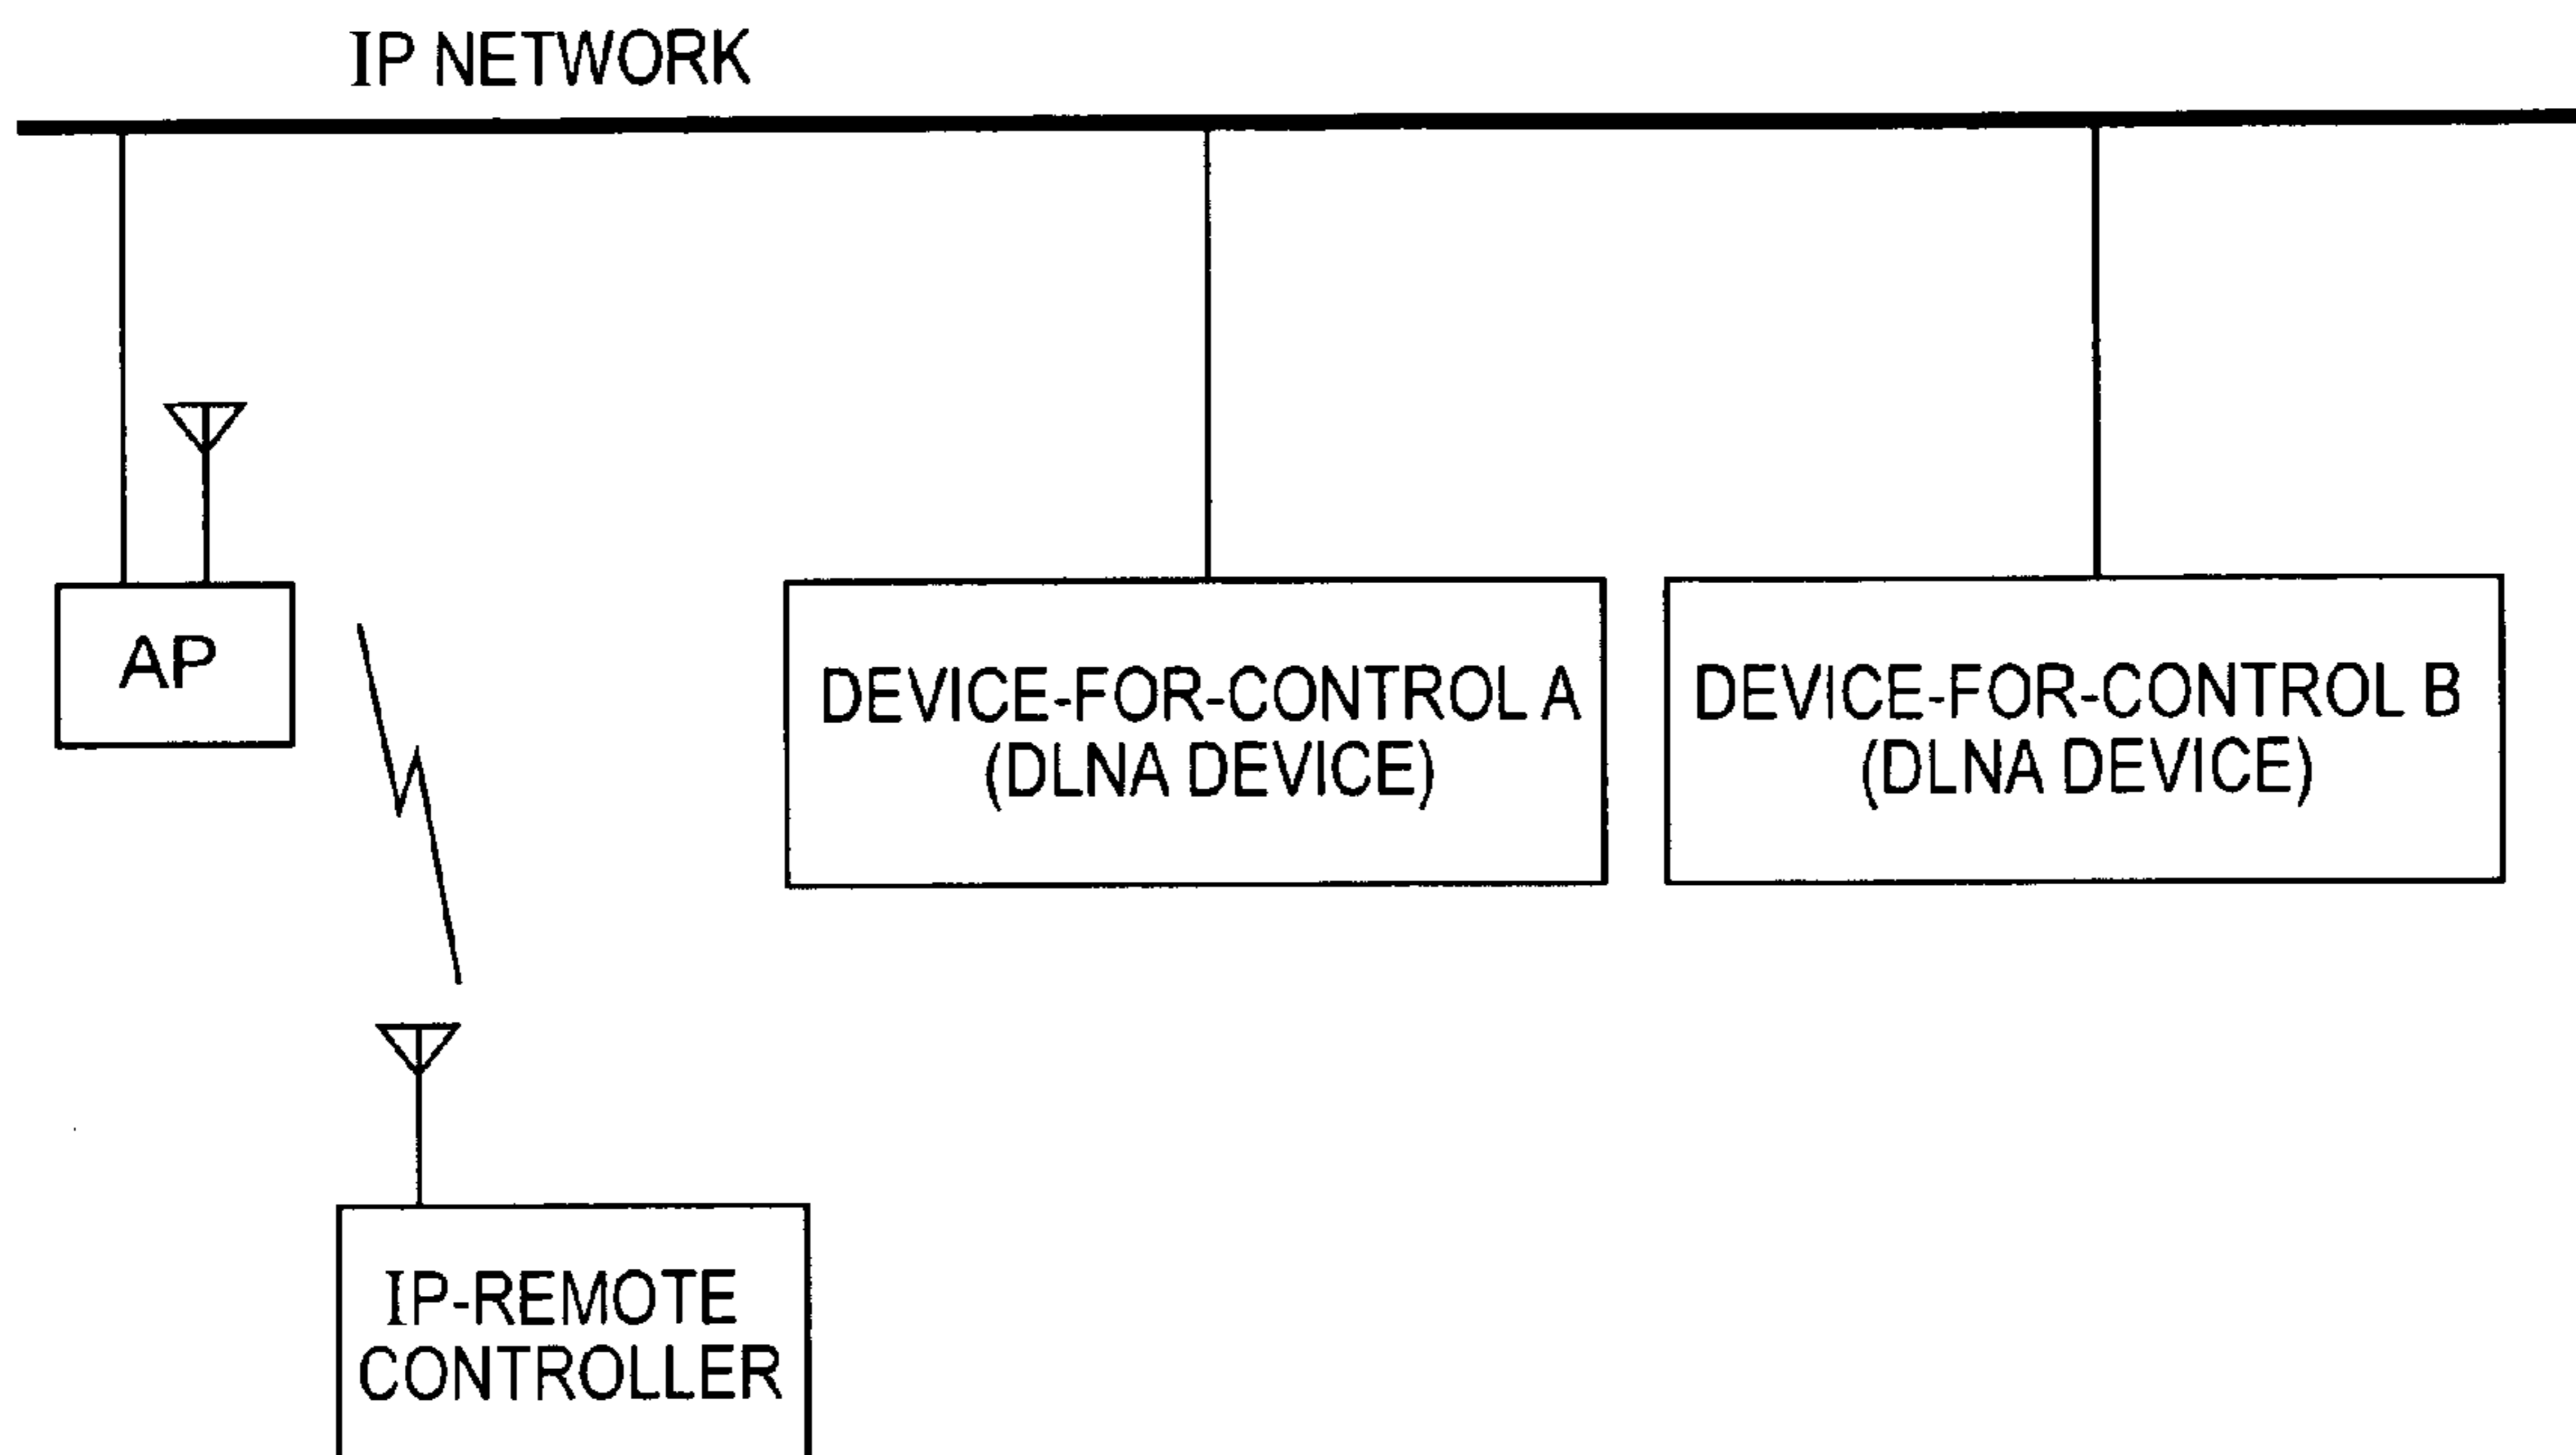 IP NETWORK
AP
DEVICE-FOR-CONTROL A
(DLNA DEVICE)
DEVICE-FOR-CONTROL B
(DLNA DEVICE)
IP-REMOTE
CONTROLLER